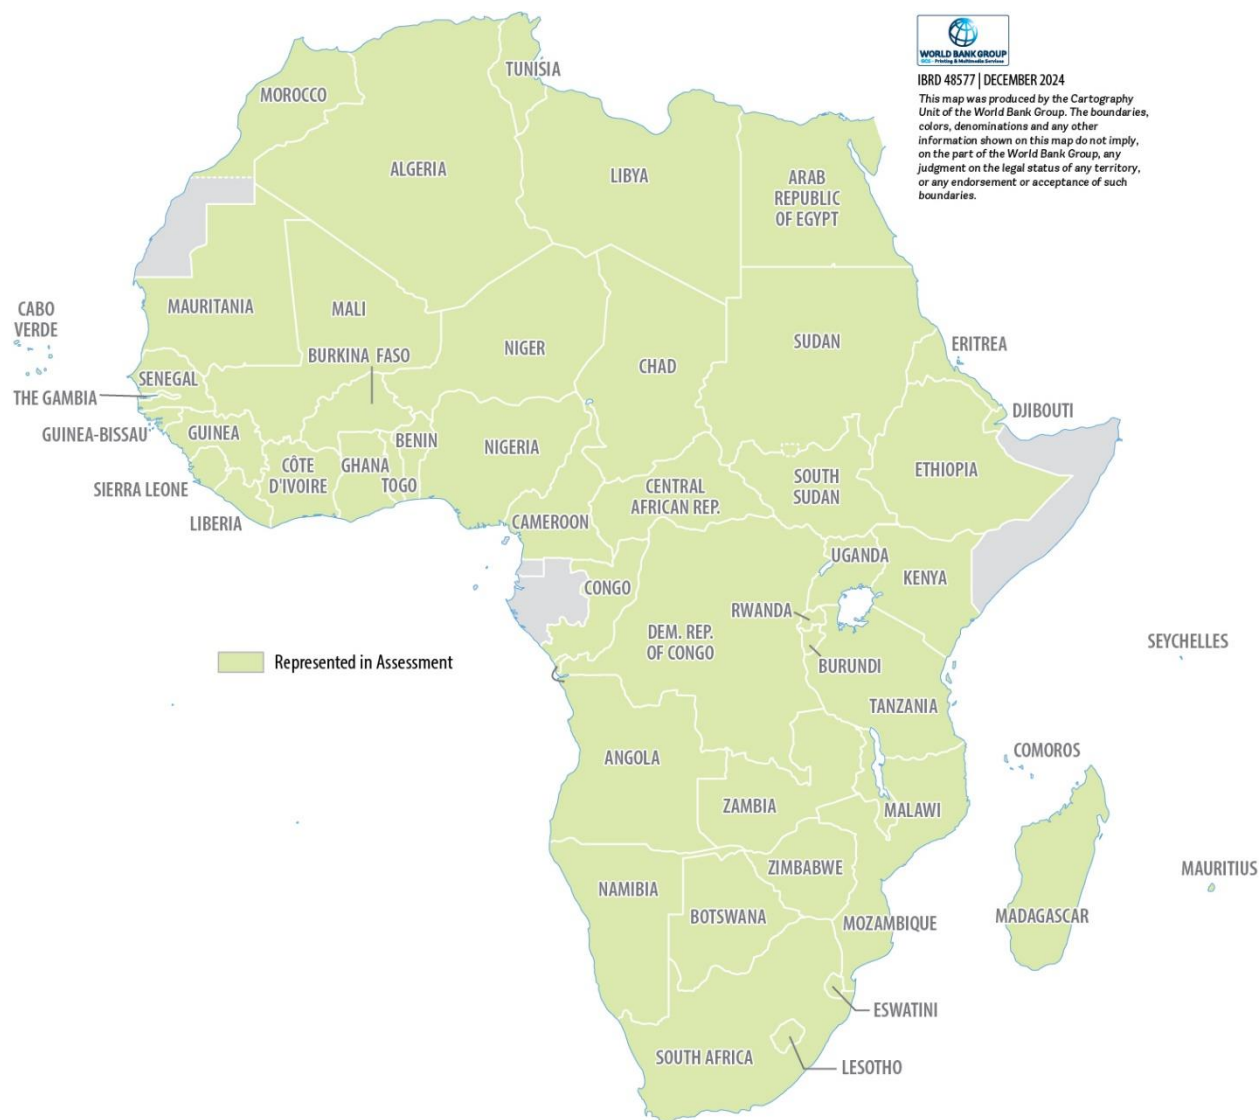 WORLD BANK GROUP
GCS - Printing & Multimedia Services
IBRD 48577 | DECEMBER 2024
This map was produced by the Cartography
Unit of the World Bank Group. The boundaries,
colors, denominations and any other
information shown on this map do not imply,
on the part of the World Bank Group, any
judgment on the legal status of any territory,
or any endorsement or acceptance of such
boundaries.
TUNISIA
MOROCCO
ALGERIA
LIBYA
ARAB
REPUBLIC
OF EGYPT
CABO
VERDE
MAURITANIA
MALI
NIGER
CHAD
SUDAN
ERITREA
BURKINA FASO
SENEGAL
THE GAMBIA
DJIBOUTI
GUINEA-BISSAU
GUINEA
BENIN
NIGERIA
CÔTE
D'IVOIRE
GHANA
TOGO
SOUTH
SUDAN
ETHIOPIA
CENTRAL
AFRICAN REP.
SIERRA LEONE
LIBERIA
CAMEROON
UGANDA
KENYA
CONGO
RWANDA
DEM. REP.
OF CONGO
BURUNDI
SEYCHELLES
Represented in Assessment
TANZANIA
ANGOLA
COMOROS
ZAMBIA
MALAWI
ZIMBABWE
MAURITIUS
NAMIBIA
BOTSWANA
MOZAMBIQUE
MADAGASCAR
ESWATINI
SOUTH AFRICA
LESOTHO